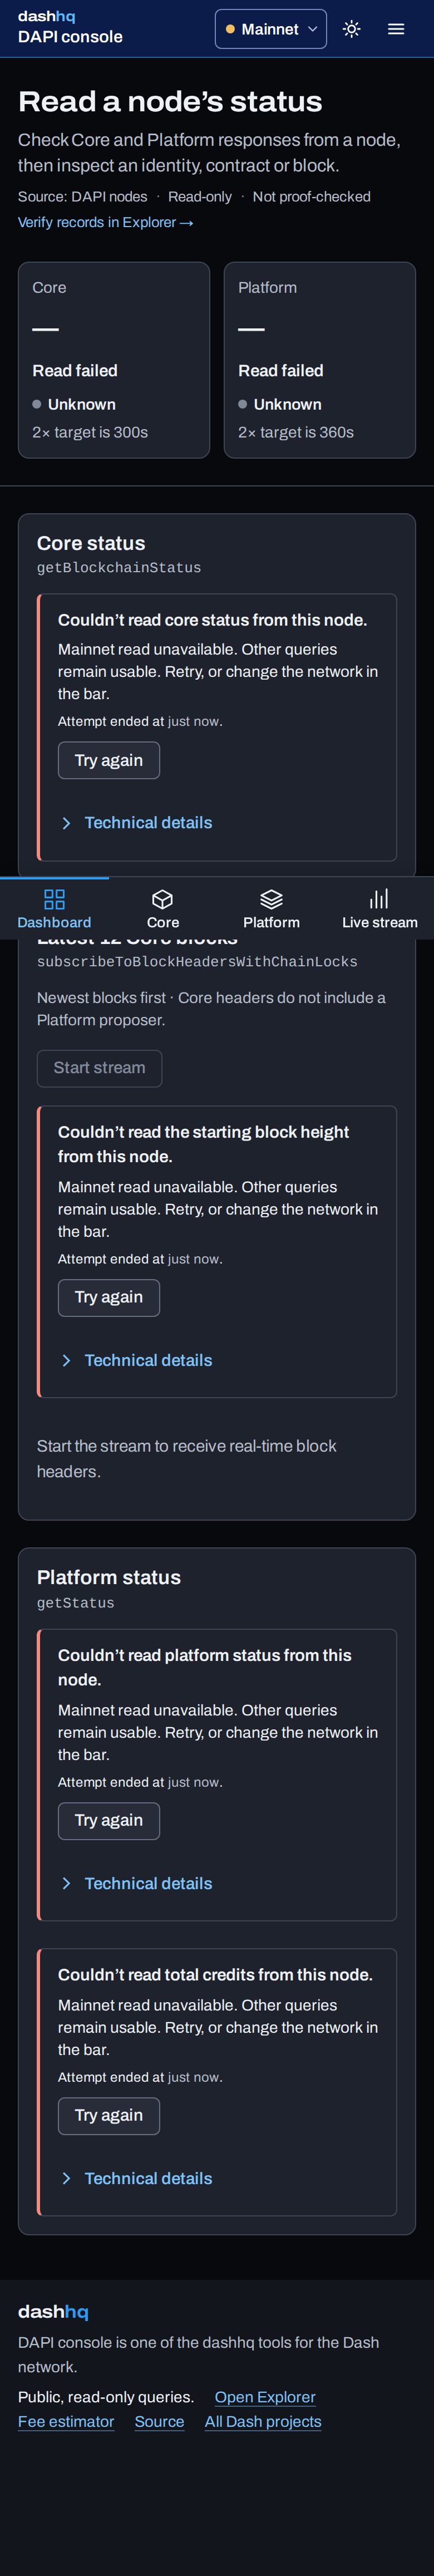 dashhq
DAPI console
Mainnet
Read a node’s status
Check Core and Platform responses from a node,
then inspect an identity, contract or block.
Source: DAPI nodes · Read-only · Not proof-checked
Verify records in Explorer →
Core
—
Read failed
Unknown
2× target is 300s
Platform
—
Read failed
Unknown
2× target is 360s
Core status
getBlockchainStatus
Couldn’t read core status from this node.
Mainnet read unavailable. Other queries
remain usable. Retry, or change the network in
the bar.
Attempt ended at just now.
Try again
Technical details
Dashboard
Core
Platform
Live stream
Latest 12 Core blocks
subscribeToBlockHeadersWithChainLocks
Newest blocks first · Core headers do not include a
Platform proposer.
Start stream
Couldn’t read the starting block height
from this node.
Mainnet read unavailable. Other queries
remain usable. Retry, or change the network in
the bar.
Attempt ended at just now.
Try again
Technical details
Start the stream to receive real-time block
headers.
Platform status
getStatus
Couldn’t read platform status from this
node.
Mainnet read unavailable. Other queries
remain usable. Retry, or change the network in
the bar.
Attempt ended at just now.
Try again
Technical details
Couldn’t read total credits from this node.
Mainnet read unavailable. Other queries
remain usable. Retry, or change the network in
the bar.
Attempt ended at just now.
Try again
Technical details
dashhq
DAPI console is one of the dashhq tools for the Dash
network.
Public, read-only queries. Open Explorer
Fee estimator Source All Dash projects